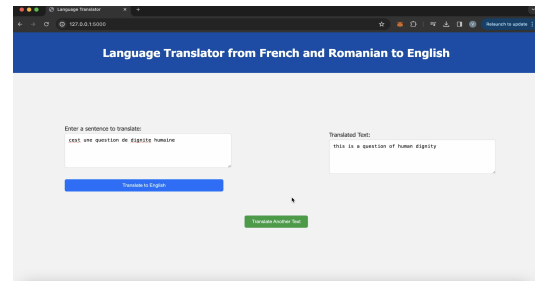 Language Translator
127.0.0.1:5000
Relaunch to update
Language Translator from French and Romanian to English
Enter a sentence to translate:
cest une question de dignite humaine
Translate to English
Translated Text:
this is a question of human dignity
Translate Another Text